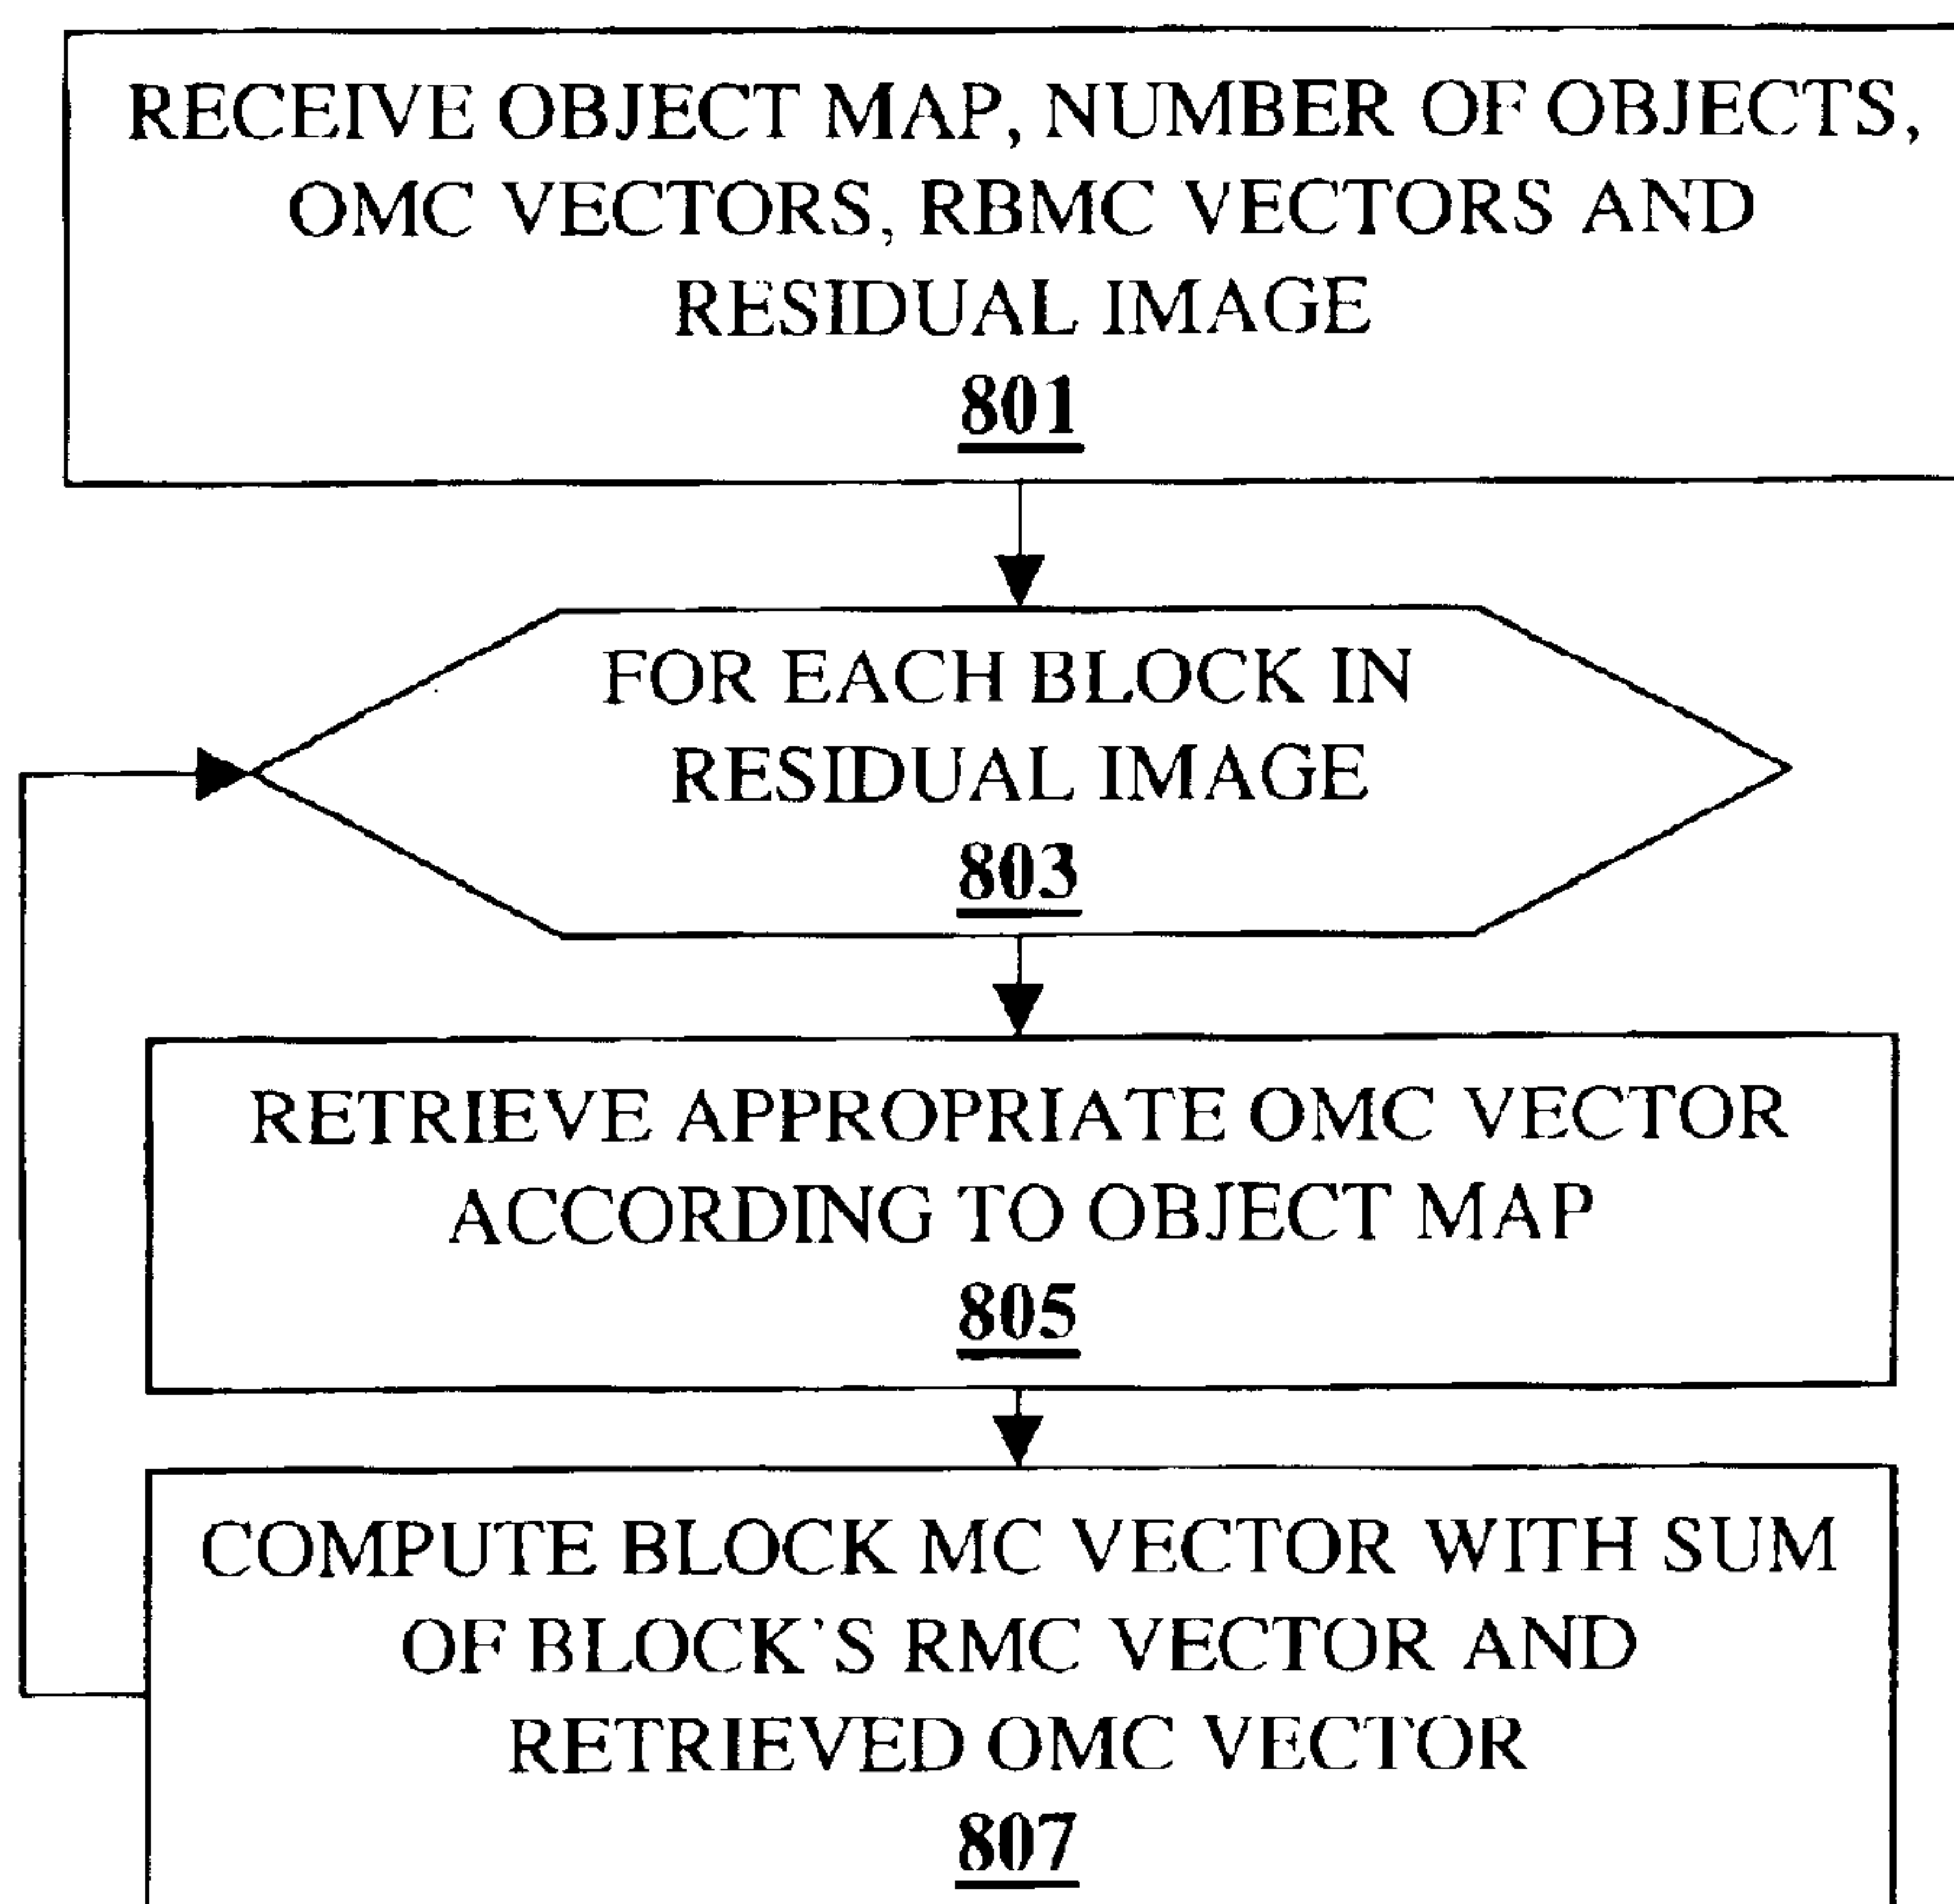 RECEIVE OBJECT MAP, NUMBER OF OBJECTS,
OMC VECTORS, RBMC VECTORS AND
RESIDUAL IMAGE
801
FOR EACH BLOCK IN
RESIDUAL IMAGE
803
RETRIEVE APPROPRIATE OMC VECTOR
ACCORDING TO OBJECT MAP
805
COMPUTE BLOCK MC VECTOR WITH SUM
OF BLOCK'S RMC VECTOR AND
RETRIEVED OMC VECTOR
807